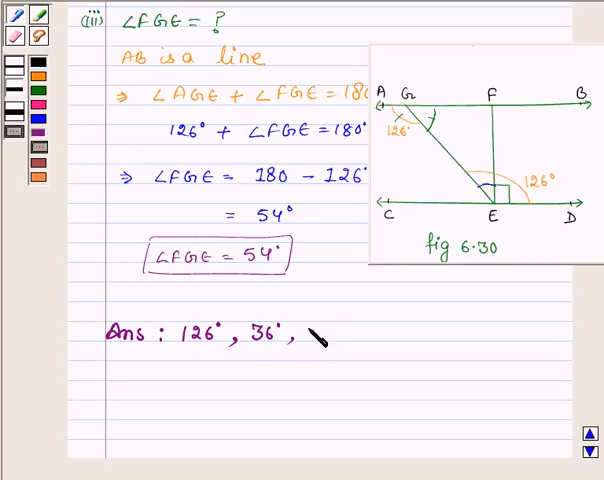 (iii) ∠FGE = ?
AB is a line
⇒ ∠AGE + ∠FGE = 180
126° + ∠FGE = 180°
⇒ ∠FGE = 180 - 126°
= 54°
∠FGE = 54°
Ans : 126° , 36° ,
A G F B
126°
126°
C E D
fig 6.30